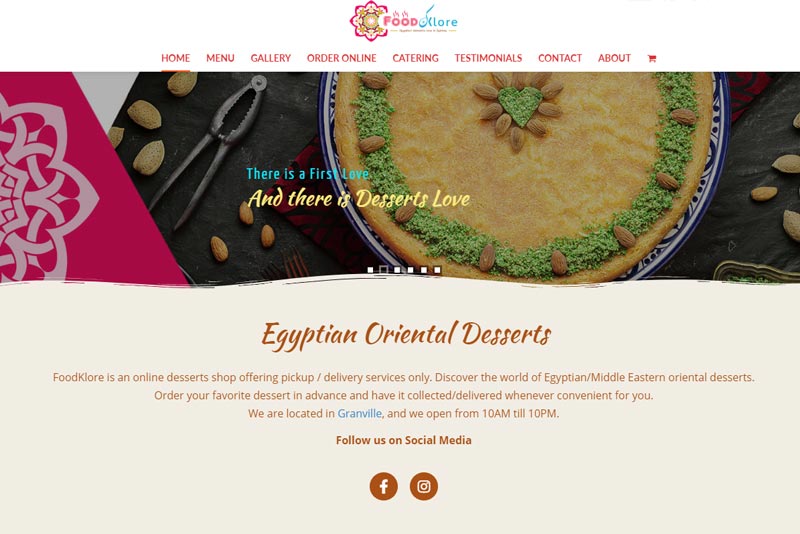 FoodKlore
HOME MENU GALLERY ORDER ONLINE CATERING TESTIMONIALS CONTACT ABOUT
There is a First Love
And there is Desserts Love
Egyptian Oriental Desserts
FoodKlore is an online desserts shop offering pickup / delivery services only. Discover the world of Egyptian/Middle Eastern oriental desserts.
Order your favorite dessert in advance and have it collected/delivered whenever convenient for you.
We are located in Granville, and we open from 10AM till 10PM.
Follow us on Social Media